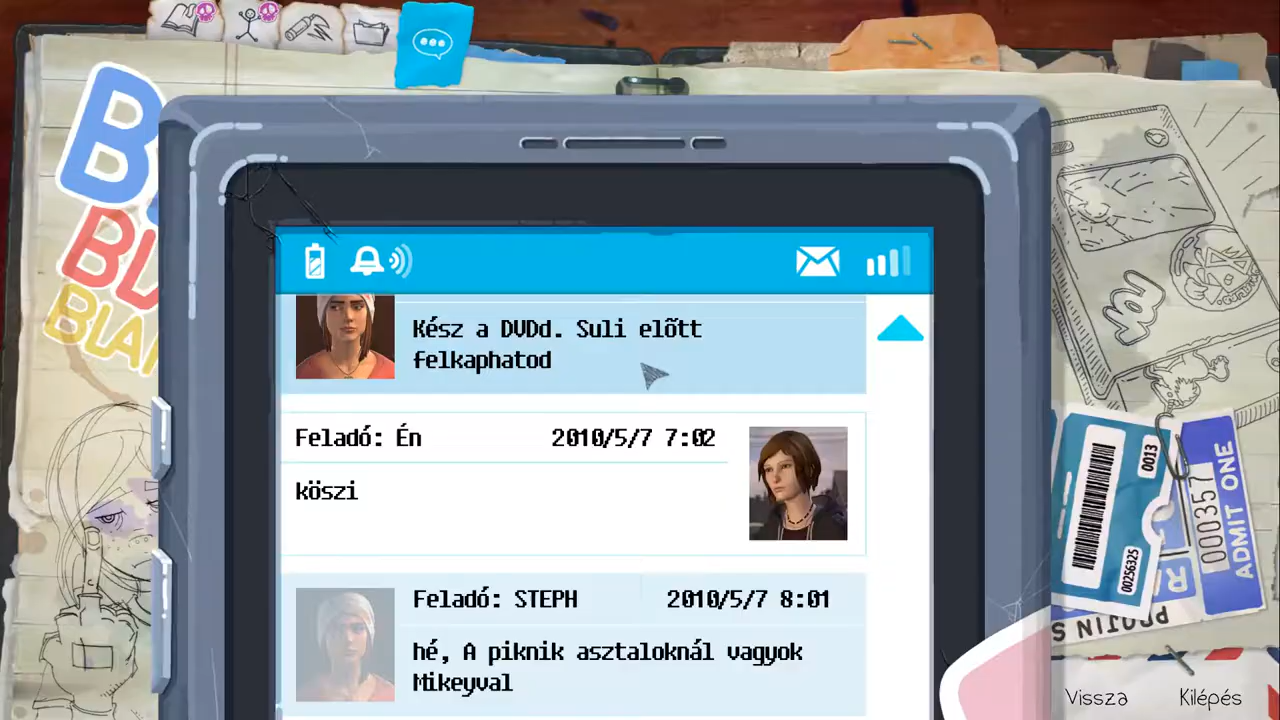 Kész a DVDd. Suli előtt
felkaphatod
Feladó: Én
2010/5/7 7:02
köszi
Feladó: STEPH
2010/5/7 8:01
hé, A piknik asztaloknál vagyok
Mikeyval
0013
00256325
000357
ADMIT ONE
Vissza
Kilépés